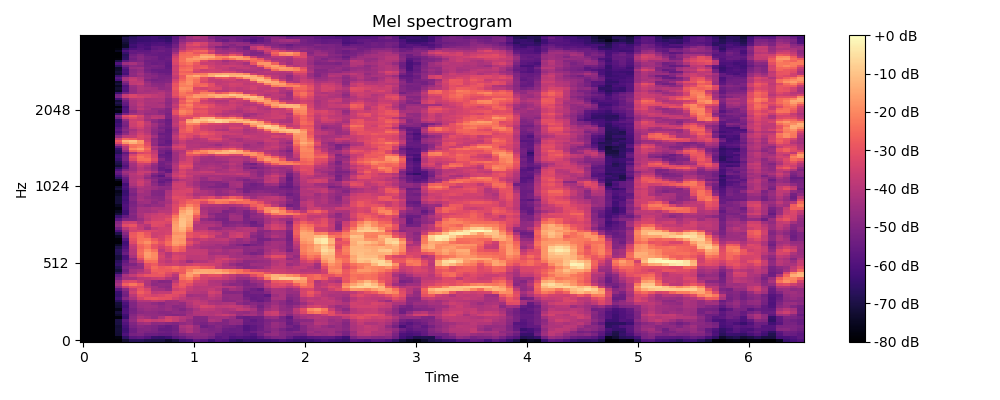 Mel spectrogram
Hz
2048
1024
512
0
0 1 2 3 4 5 6
Time
+0 dB
-10 dB
-20 dB
-30 dB
-40 dB
-50 dB
-60 dB
-70 dB
-80 dB